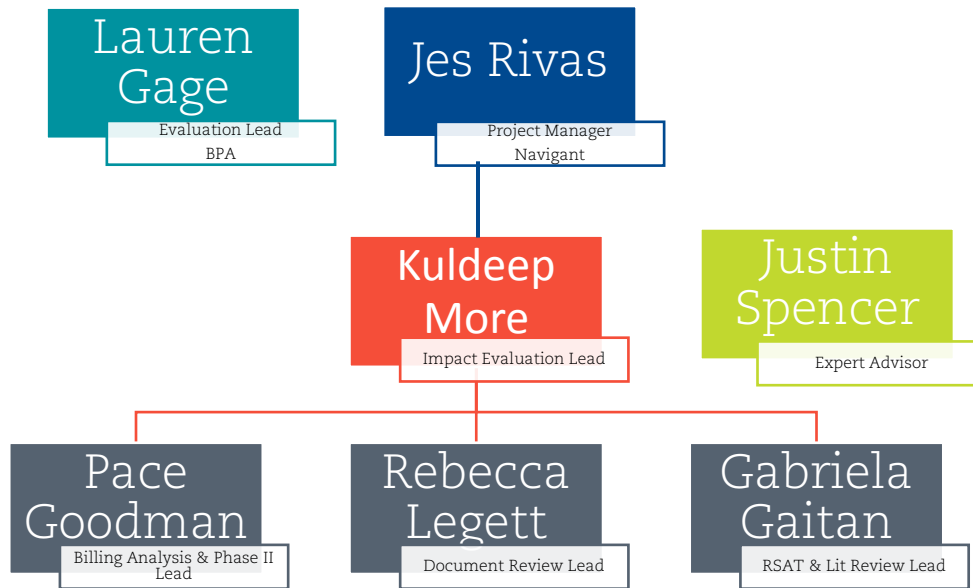 Lauren
Gage
Evaluation Lead
BPA
Jes Rivas
Project Manager
Navigant
Kuldeep
More
Impact Evaluation Lead
Justin
Spencer
Expert Advisor
Pace
Goodman
Billing Analysis & Phase II
Lead
Rebecca
Legett
Document Review Lead
Gabriela
Gaitan
RSAT & Lit Review Lead